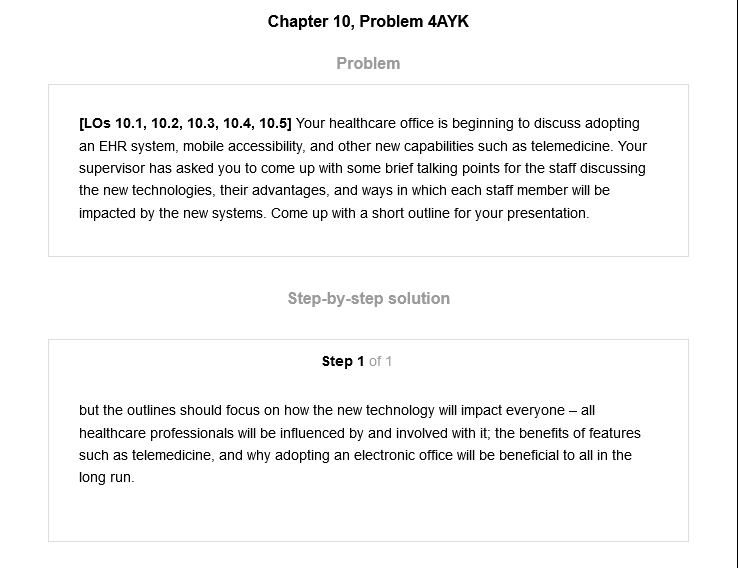 Chapter 10, Problem 4AYK
Problem
[LOs 10.1, 10.2, 10.3, 10.4, 10.5] Your healthcare office is beginning to discuss adopting
an EHR system, mobile accessibility, and other new capabilities such as telemedicine. Your
supervisor has asked you to come up with some brief talking points for the staff discussing
the new technologies, their advantages, and ways in which each staff member will be
impacted by the new systems. Come up with a short outline for your presentation.
Step-by-step solution
Step 1 of 1
but the outlines should focus on how the new technology will impact everyone – all
healthcare professionals will be influenced by and involved with it; the benefits of features
such as telemedicine, and why adopting an electronic office will be beneficial to all in the
long run.